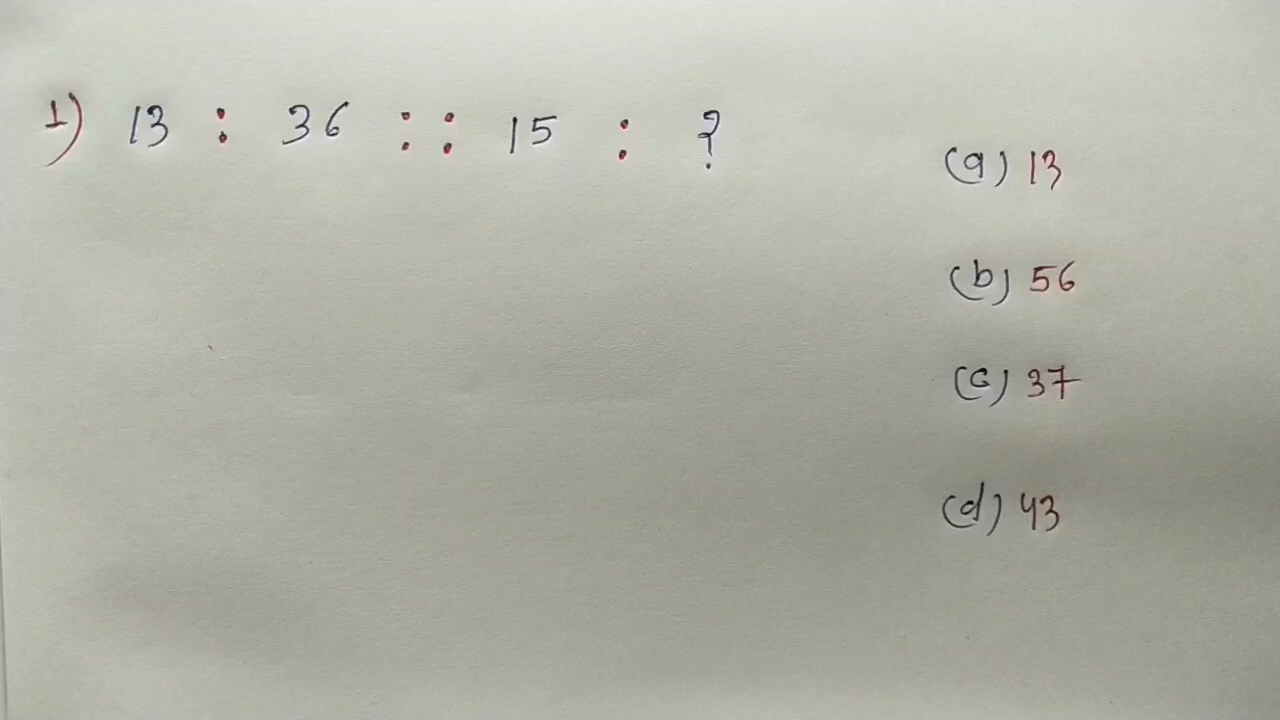 1) 13 : 36 :: 15 : ?
(a) 13
(b) 56
(c) 37
(d) 43